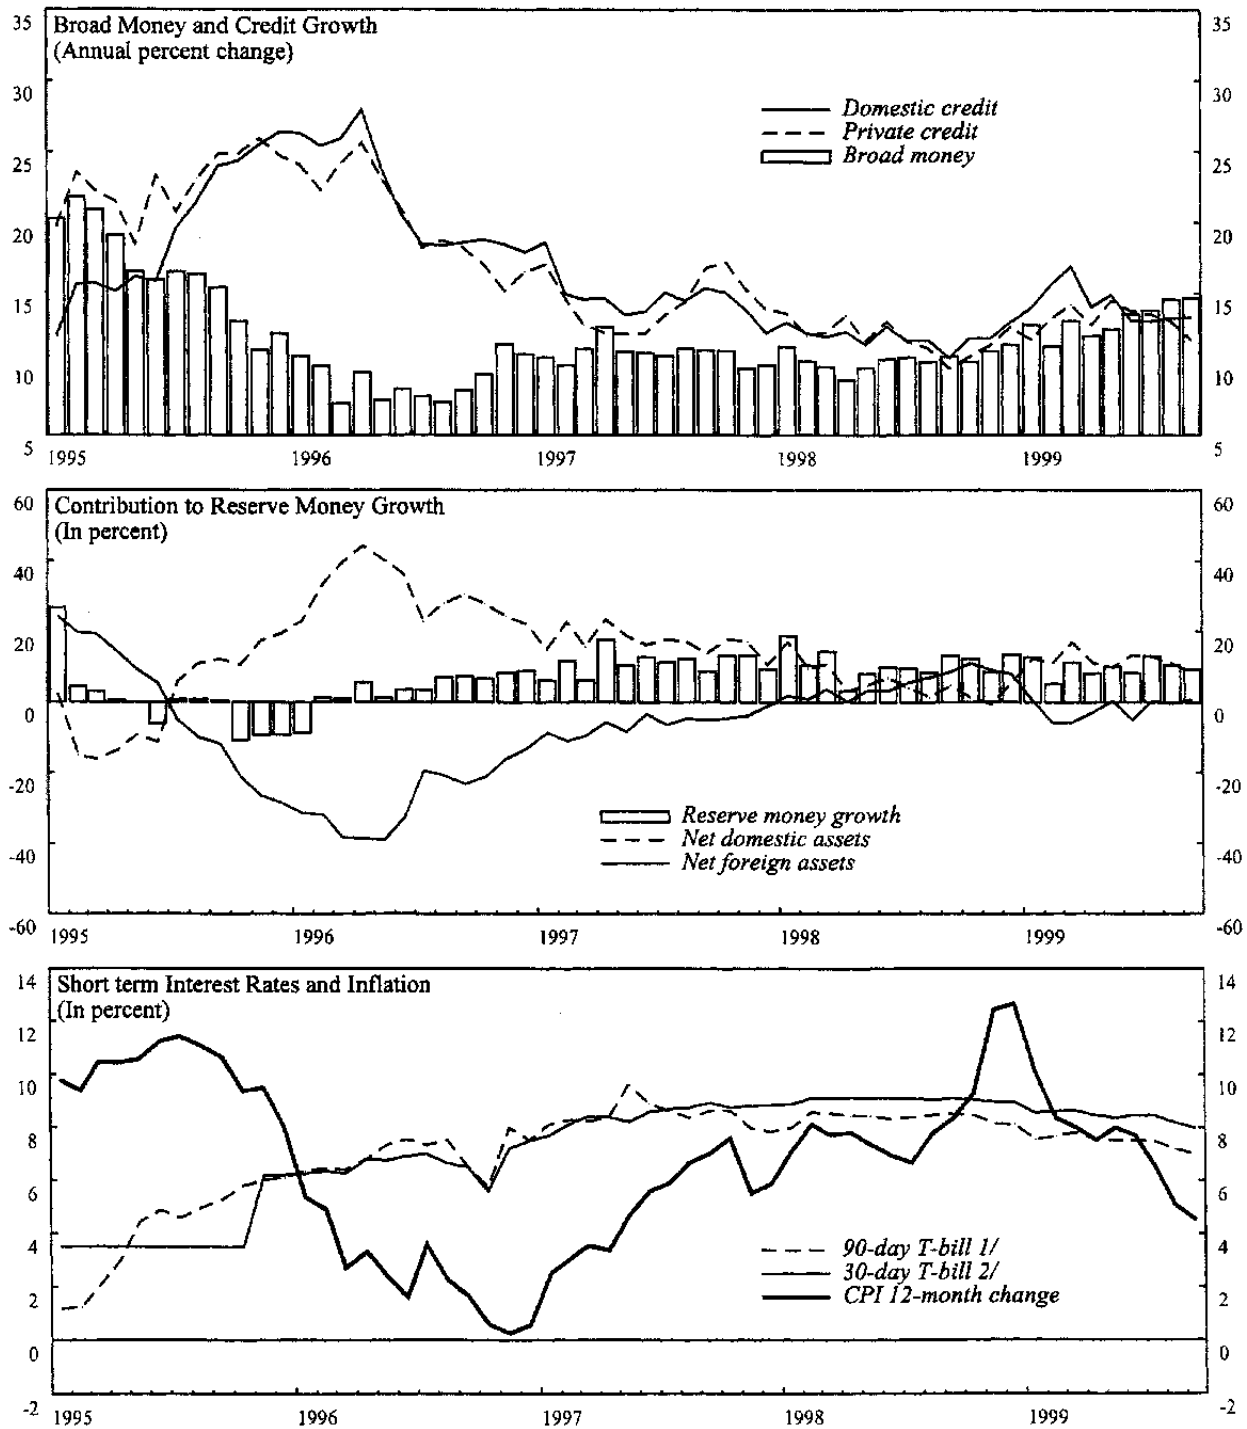 Broad Money and Credit Growth
(Annual percent change)
35 35
30 30
25 25
20 20
15 15
10 10
5 5
Domestic credit
Private credit
Broad money
1995 1996 1997 1998 1999
Contribution to Reserve Money Growth
(In percent)
60 60
40 40
20 20
0 0
-20 -20
-40 -40
-60 -60
Reserve money growth
Net domestic assets
Net foreign assets
1995 1996 1997 1998 1999
Short term Interest Rates and Inflation
(In percent)
14 14
12 12
10 10
8 8
6 6
4 4
2 2
0 0
-2 -2
90-day T-bill 1/
30-day T-bill 2/
CPI 12-month change
1995 1996 1997 1998 1999